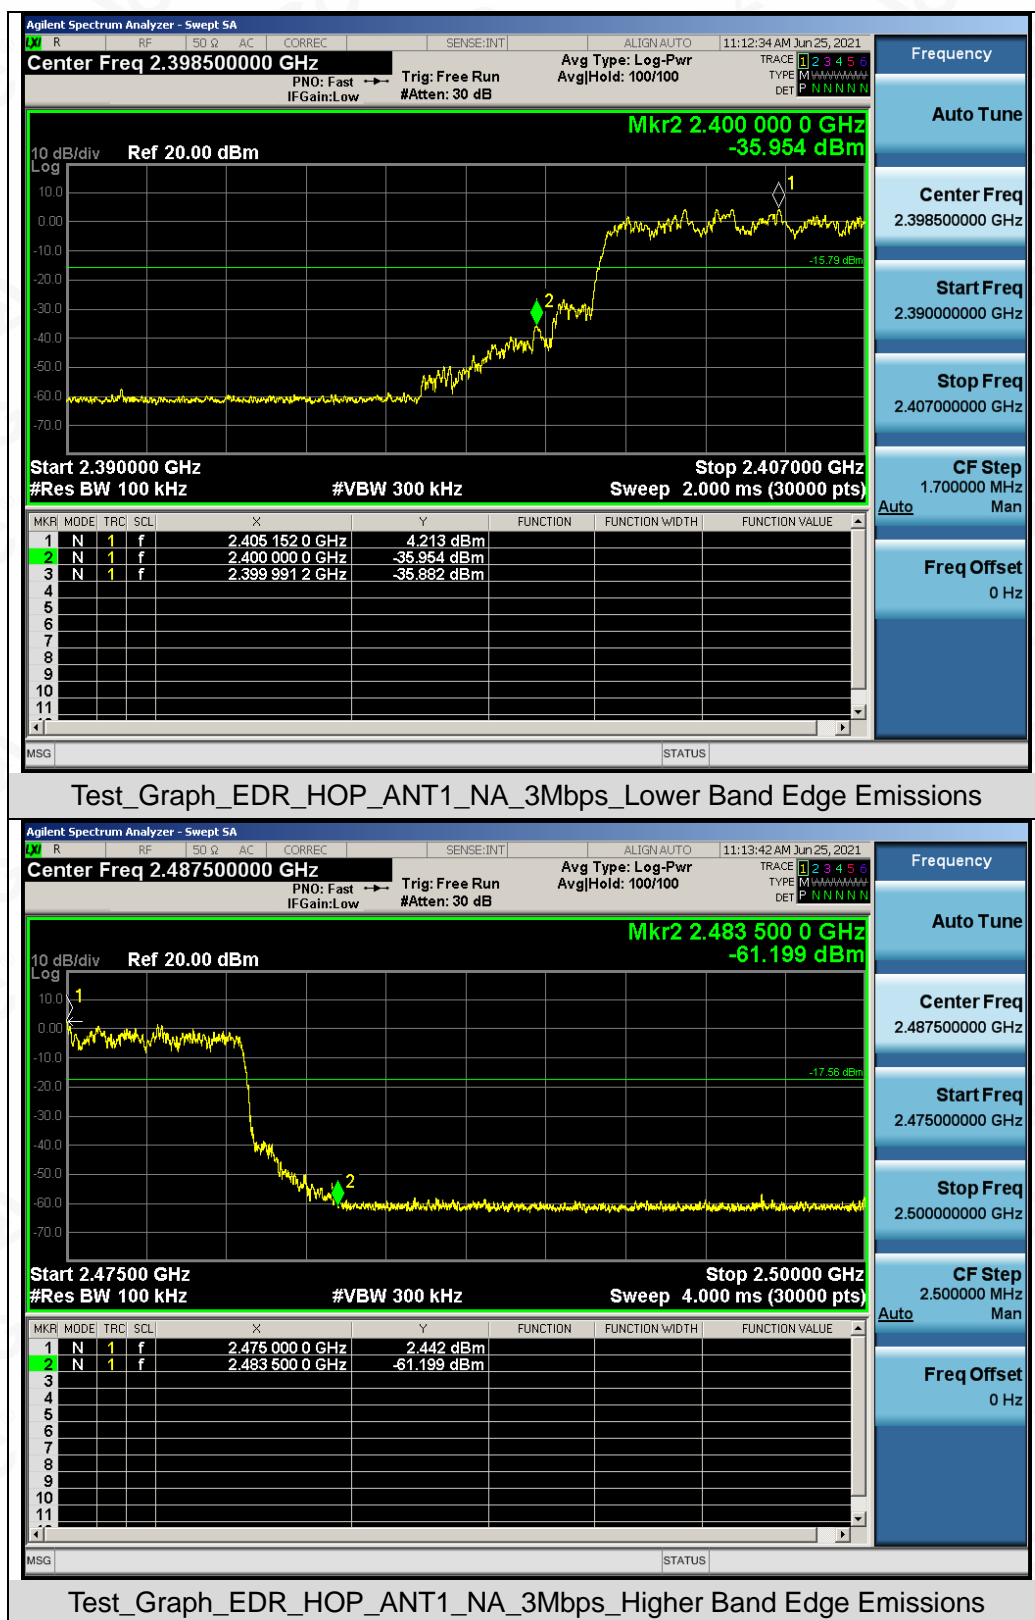 Agilent Spectrum Analyzer - Swept SA
LXI R RF 50 Ω AC CORREC SENSE:INT ALIGN AUTO 11:12:34 AM Jun 25, 2021
Center Freq 2.398500000 GHz
PNO: Fast
IFGain:Low
Trig: Free Run
#Atten: 30 dB
Avg Type: Log-Pwr
Avg|Hold: 100/100
TRACE 1 2 3 4 5 6
TYPE M WWWWW
DET P N N N N N
Mkr2 2.400 000 0 GHz
-35.954 dBm
10 dB/div Ref 20.00 dBm
Log
10.0
0.00
-10.0
-20.0
-30.0
-40.0
-50.0
-60.0
-70.0
1
2
-15.79 dBm
Start 2.390000 GHz Stop 2.407000 GHz
#Res BW 100 kHz #VBW 300 kHz Sweep 2.000 ms (30000 pts)
MKR MODE TRC SCL X Y FUNCTION FUNCTION WIDTH FUNCTION VALUE
1 N 1 f 2.405 152 0 GHz 4.213 dBm
2 N 1 f 2.400 000 0 GHz -35.954 dBm
3 N 1 f 2.399 991 2 GHz -35.882 dBm
4
5
6
7
8
9
10
11
MSG STATUS
Frequency
Auto Tune
Center Freq
2.398500000 GHz
Start Freq
2.390000000 GHz
Stop Freq
2.407000000 GHz
CF Step
1.700000 MHz
Auto Man
Freq Offset
0 Hz
Test_Graph_EDR_HOP_ANT1_NA_3Mbps_Lower Band Edge Emissions
Agilent Spectrum Analyzer - Swept SA
LXI R RF 50 Ω AC CORREC SENSE:INT ALIGN AUTO 11:13:42 AM Jun 25, 2021
Center Freq 2.487500000 GHz
PNO: Fast
IFGain:Low
Trig: Free Run
#Atten: 30 dB
Avg Type: Log-Pwr
Avg|Hold: 100/100
TRACE 1 2 3 4 5 6
TYPE M WWWWW
DET P N N N N N
Mkr2 2.483 500 0 GHz
-61.199 dBm
10 dB/div Ref 20.00 dBm
Log
10.0
0.00
-10.0
-20.0
-30.0
-40.0
-50.0
-60.0
-70.0
1
2
-17.56 dBm
Start 2.47500 GHz Stop 2.50000 GHz
#Res BW 100 kHz #VBW 300 kHz Sweep 4.000 ms (30000 pts)
MKR MODE TRC SCL X Y FUNCTION FUNCTION WIDTH FUNCTION VALUE
1 N 1 f 2.475 000 0 GHz 2.442 dBm
2 N 1 f 2.483 500 0 GHz -61.199 dBm
3
4
5
6
7
8
9
10
11
MSG STATUS
Frequency
Auto Tune
Center Freq
2.487500000 GHz
Start Freq
2.475000000 GHz
Stop Freq
2.500000000 GHz
CF Step
2.500000 MHz
Auto Man
Freq Offset
0 Hz
Test_Graph_EDR_HOP_ANT1_NA_3Mbps_Higher Band Edge Emissions